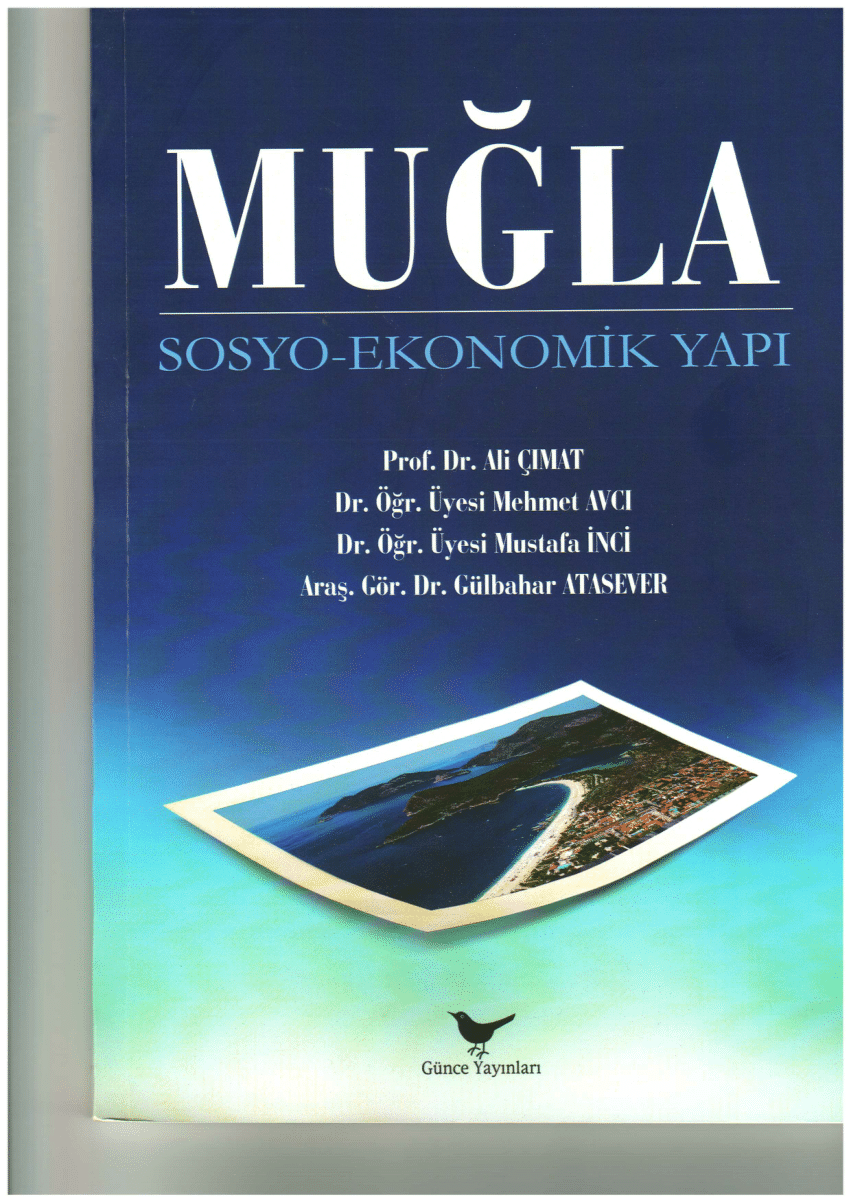 MUĞLA
SOSYO-EKONOMİK YAPI
Prof. Dr. Ali ÇIMAT
Dr. Öğr. Üyesi Mehmet AVCI
Dr. Öğr. Üyesi Mustafa İNCİ
Araş. Gör. Dr. Gülbahar ATASEVER
Günce Yayınları